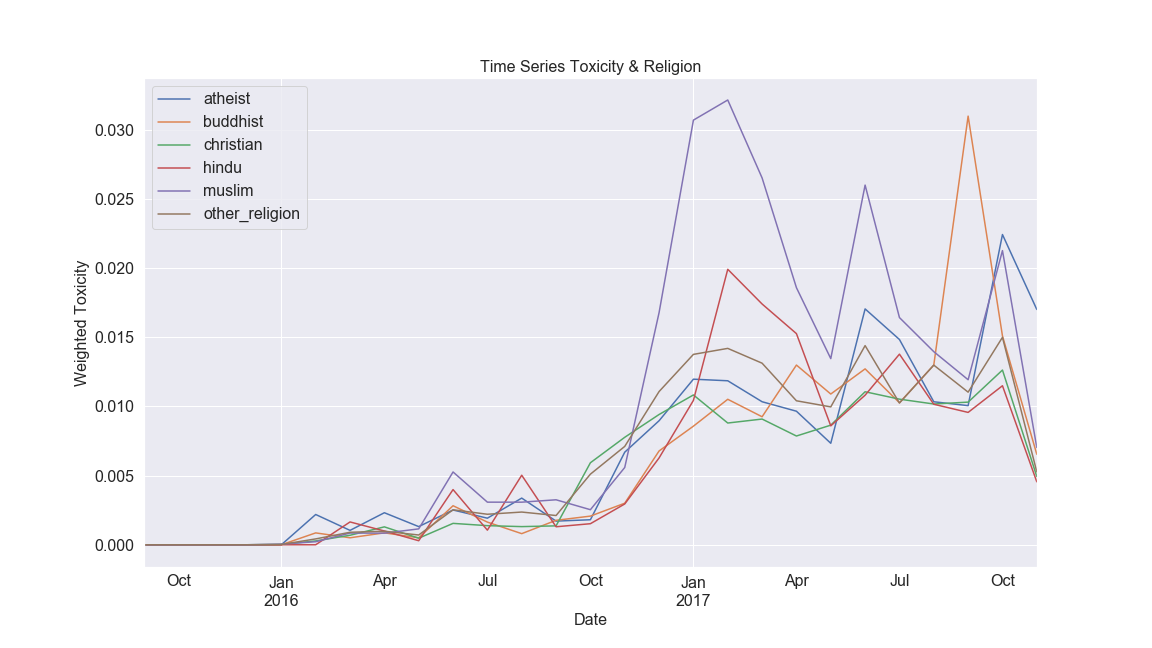 Time Series Toxicity & Religion
atheist
buddhist
christian
hindu
muslim
other_religion
0.030
0.025
0.020
0.015
0.010
0.005
0.000
Weighted Toxicity
Oct Jan Apr Jul Oct Jan Apr Jul Oct
2016 2017
Date